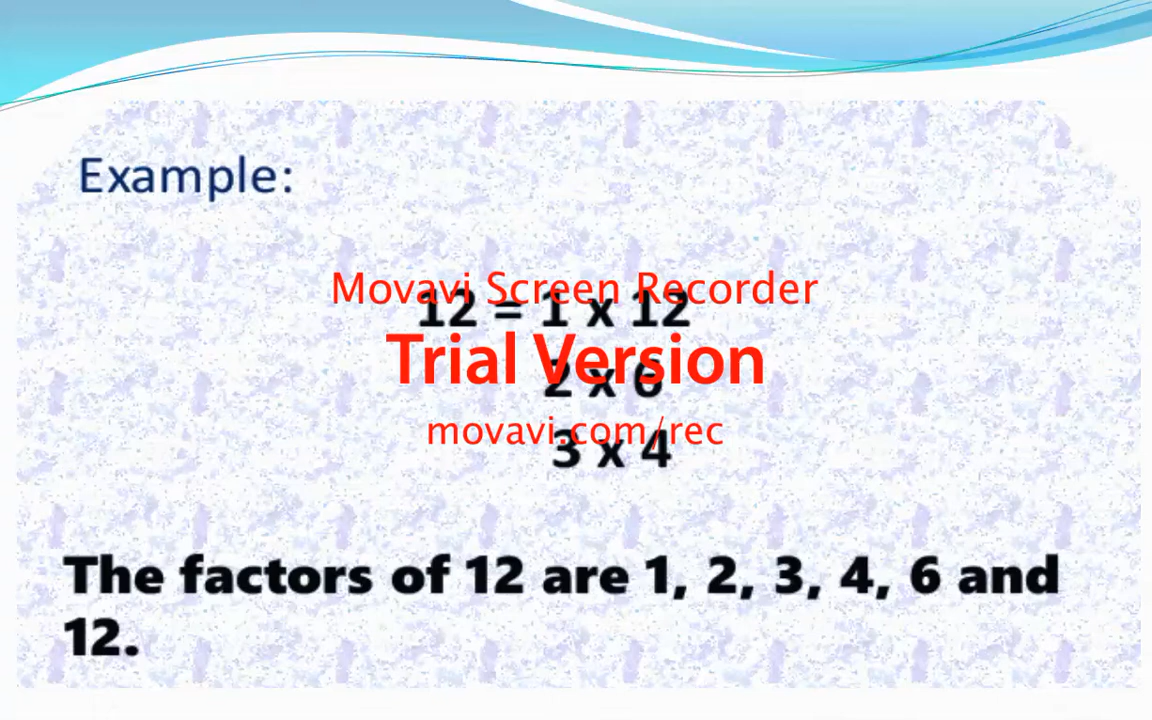 Example:
Movavi Screen Recorder
12 = 1 x 12
Trial Version
2 x 6
movavi.com/rec
3 x 4
The factors of 12 are 1, 2, 3, 4, 6 and
12.